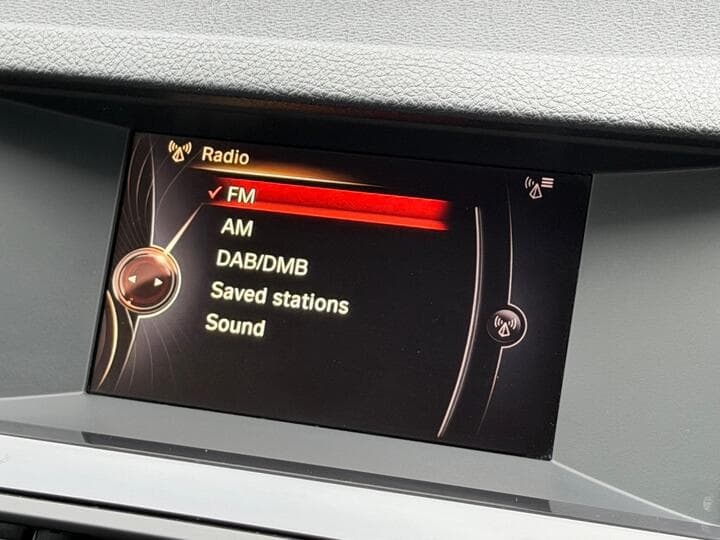 Radio
FM
AM
DAB/DMB
Saved stations
Sound